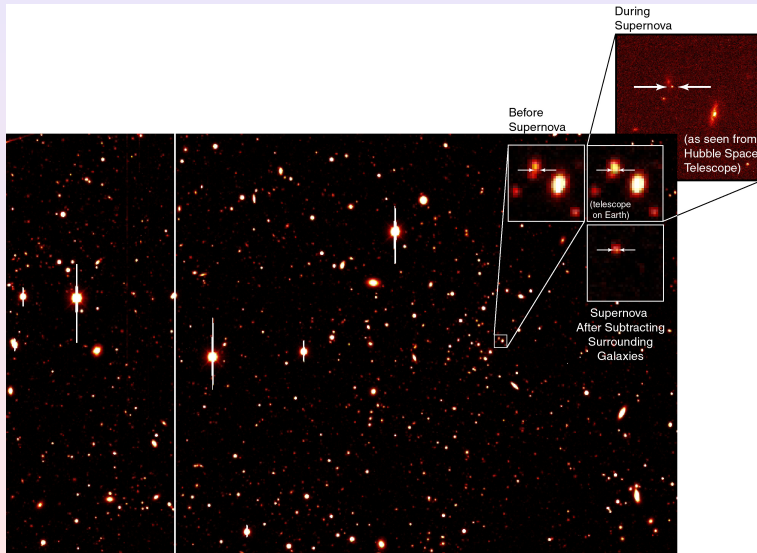 During
Supernova
Before
Supernova
(as seen from
Hubble Space
Telescope)
(telescope
on Earth)
Supernova
After Subtracting
Surrounding
Galaxies